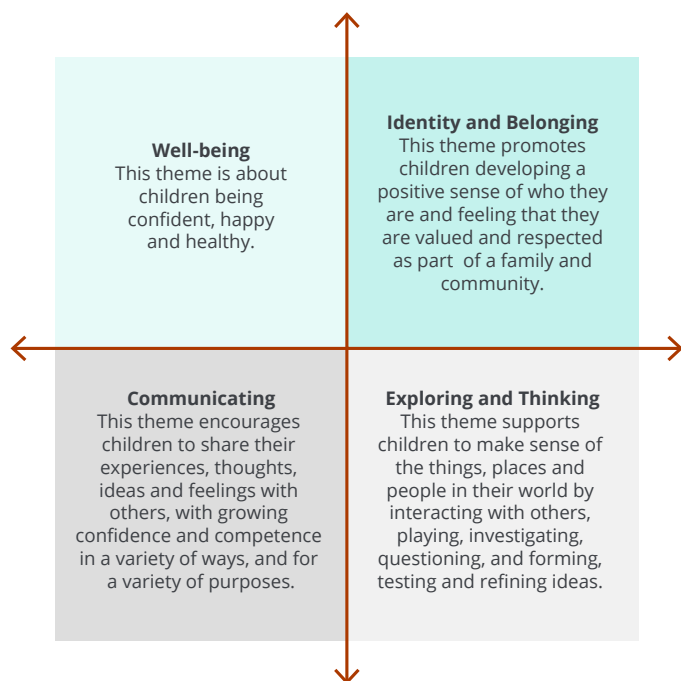 Well-being
This theme is about
children being
confident, happy
and healthy.
Identity and Belonging
This theme promotes
children developing a
positive sense of who they
are and feeling that they
are valued and respected
as part  of a family and
community.
Communicating
This theme encourages
children to share their
experiences, thoughts,
ideas and feelings with
others, with growing
confidence and competence
in a variety of ways, and for
a variety of purposes.
Exploring and Thinking
This theme supports
children to make sense of
the things, places and
people in their world by
interacting with others,
playing, investigating,
questioning, and forming,
testing and refining ideas.